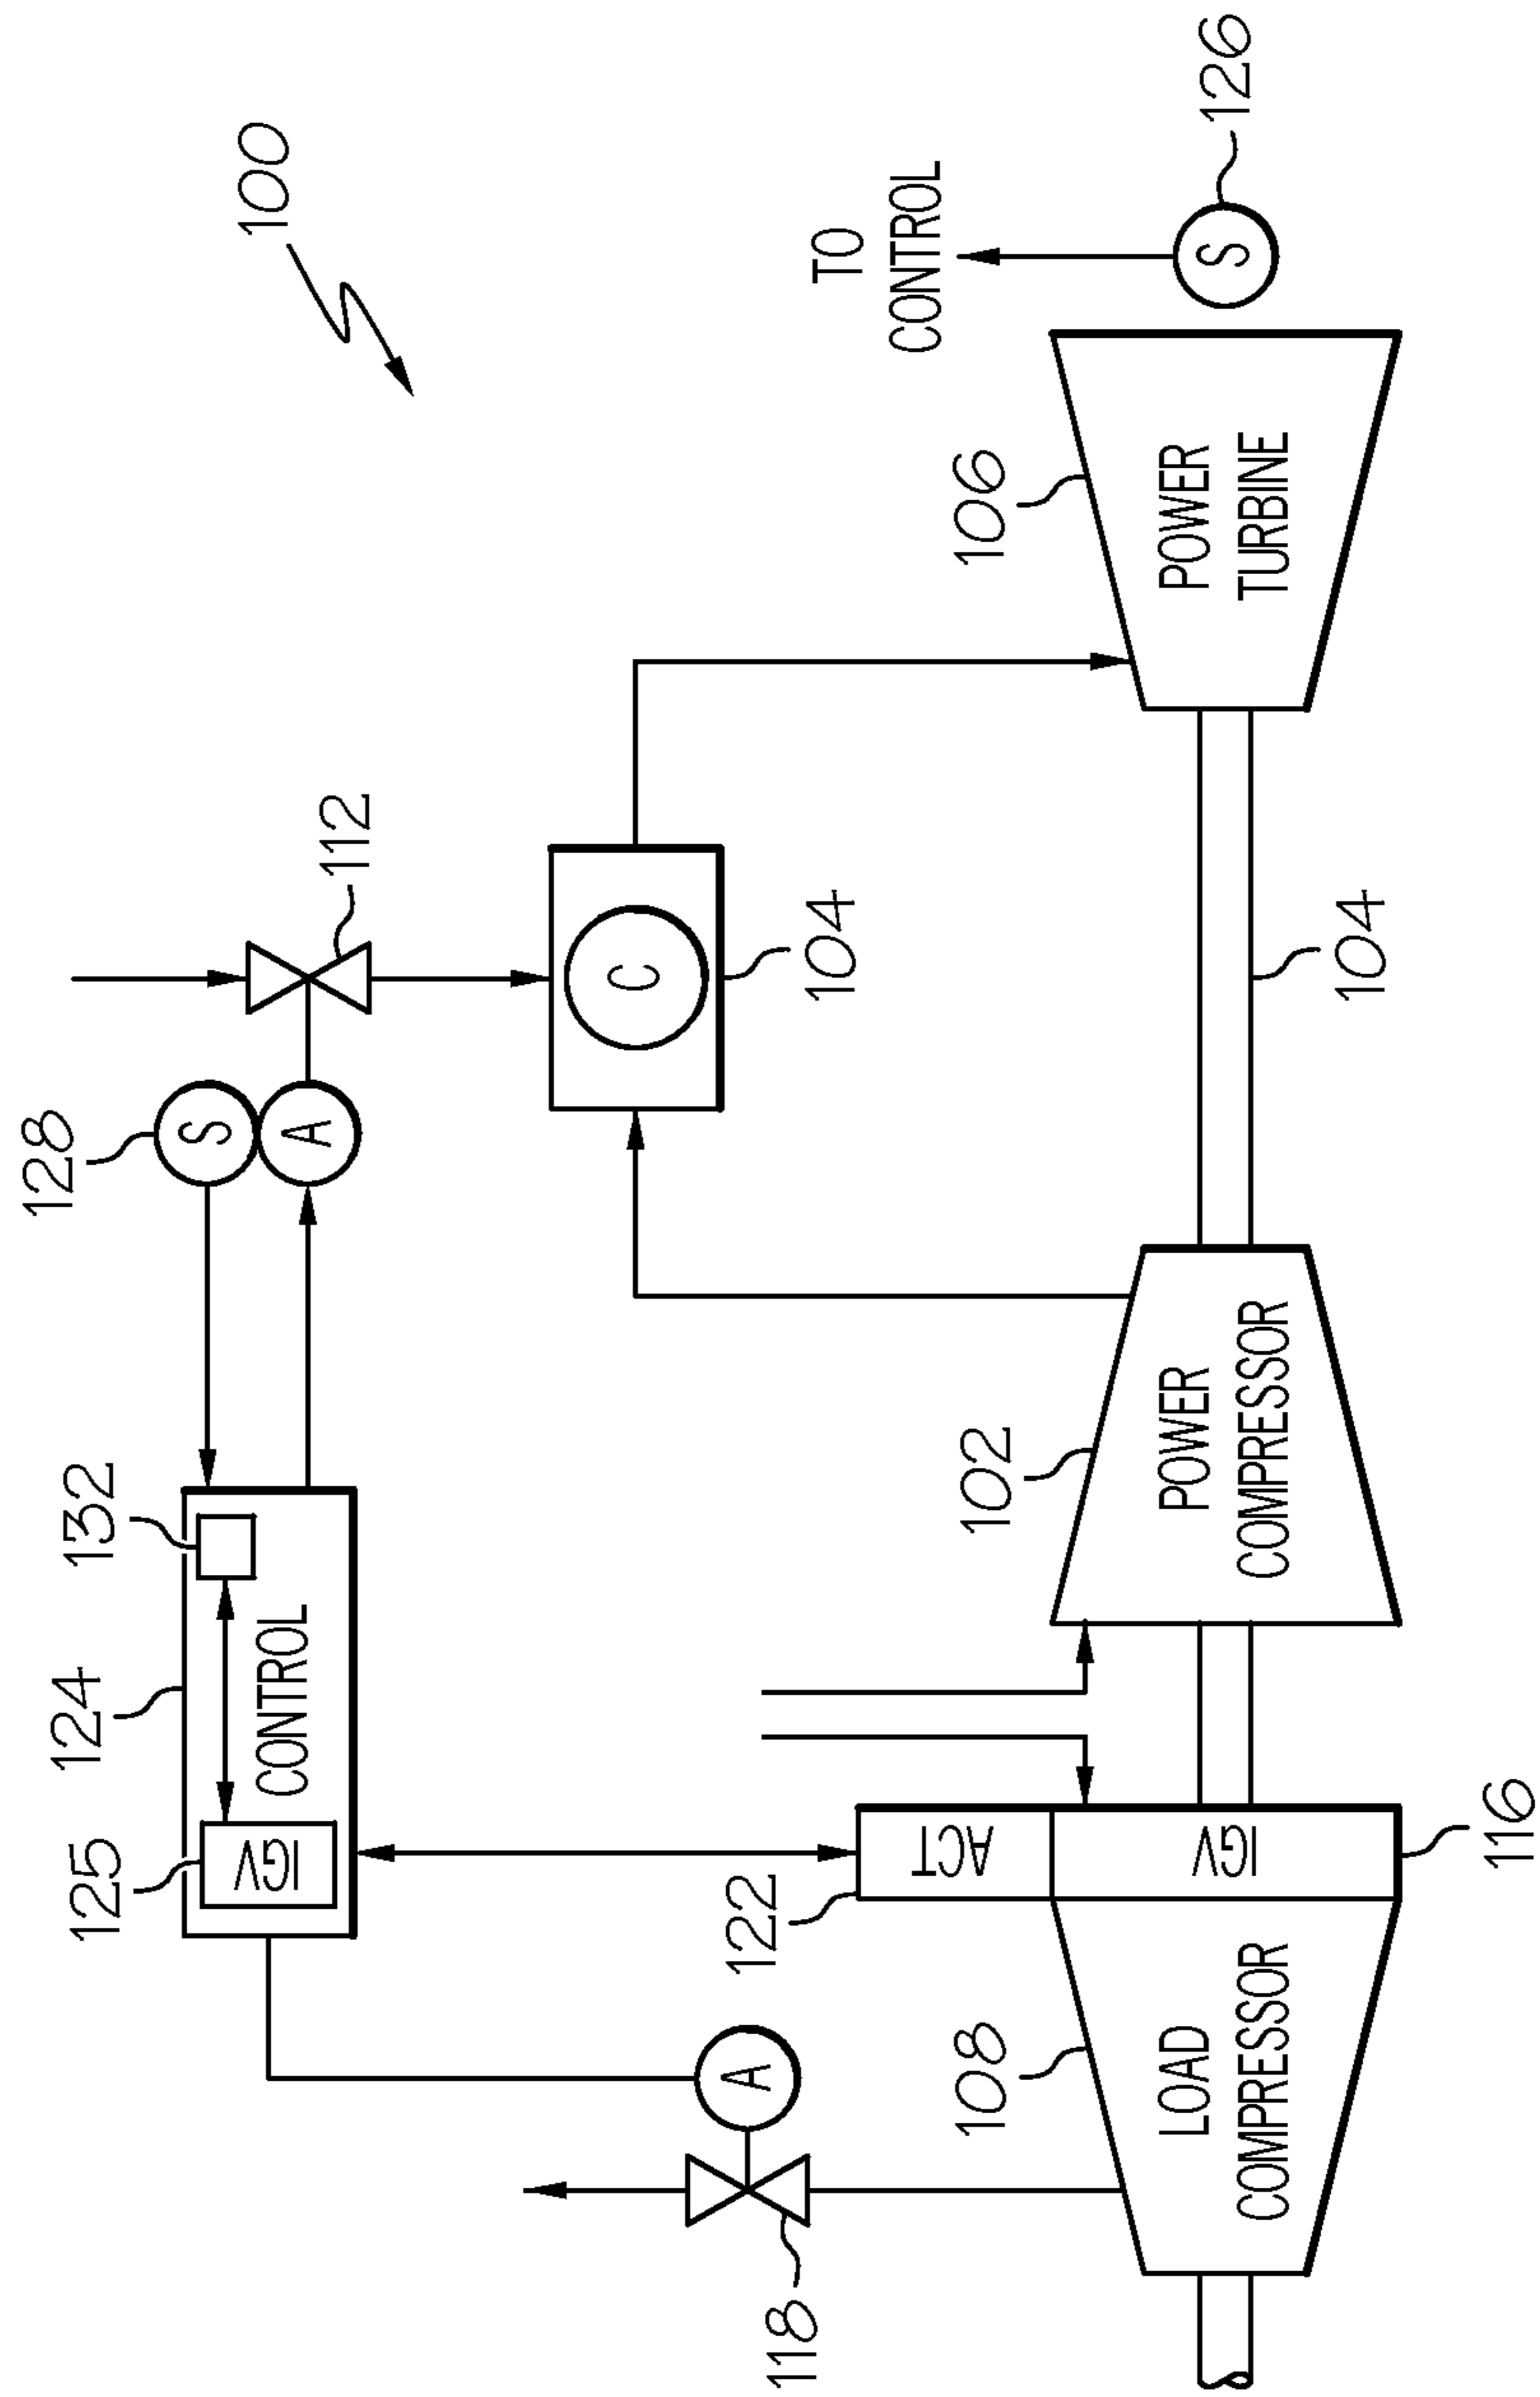 100
128
112
132
124
125
S
A
CONTROL
IGV
C
104
TO
CONTROL
S
126
106
POWER
TURBINE
104
102
POWER
COMPRESSOR
122
ACT
IGV
116
A
118
108
LOAD
COMPRESSOR